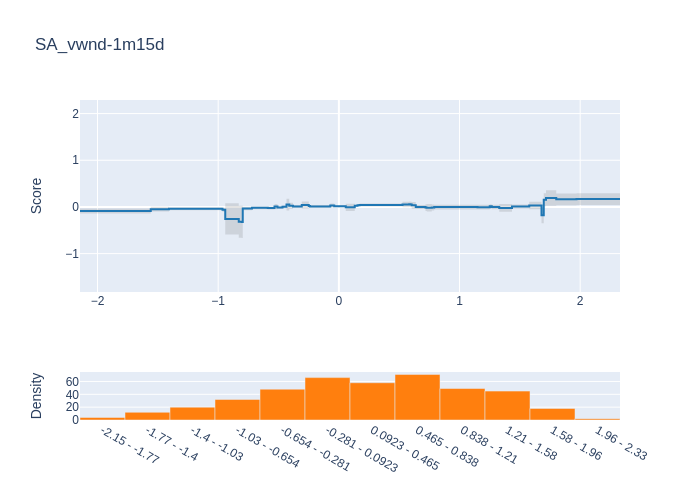 SA_vwnd-1m15d
Score
2
1
0
−1
−2
−1
0
1
2
Density
60
40
20
0
-2.15 - -1.77
-1.77 - -1.4
-1.4 - -1.03
-1.03 - -0.654
-0.654 - -0.281
-0.281 - 0.0923
0.0923 - 0.465
0.465 - 0.838
0.838 - 1.21
1.21 - 1.58
1.58 - 1.96
1.96 - 2.33